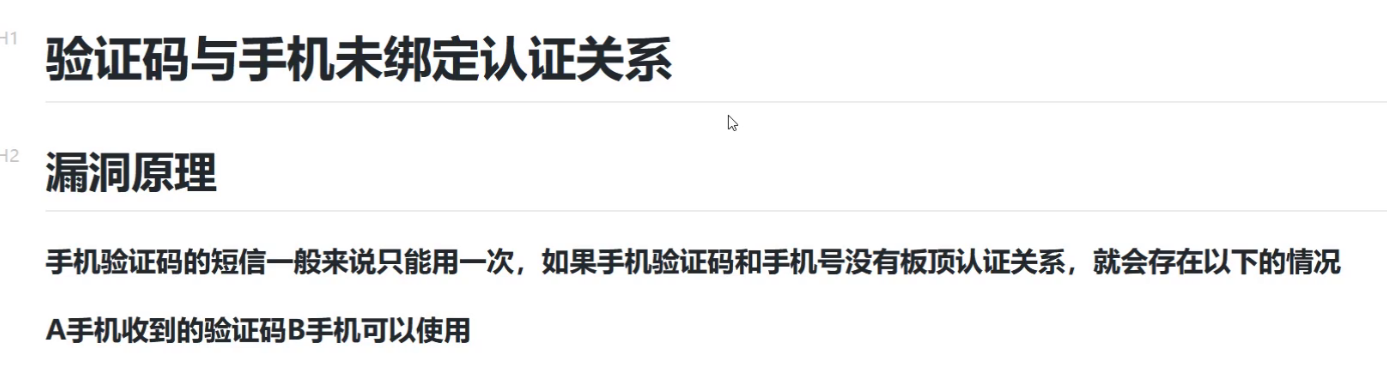 H1
验证码与手机未绑定认证关系
H2
漏洞原理
手机验证码的短信一般来说只能用一次，如果手机验证码和手机号没有板顶认证关系，就会存在以下的情况
A手机收到的验证码B手机可以使用